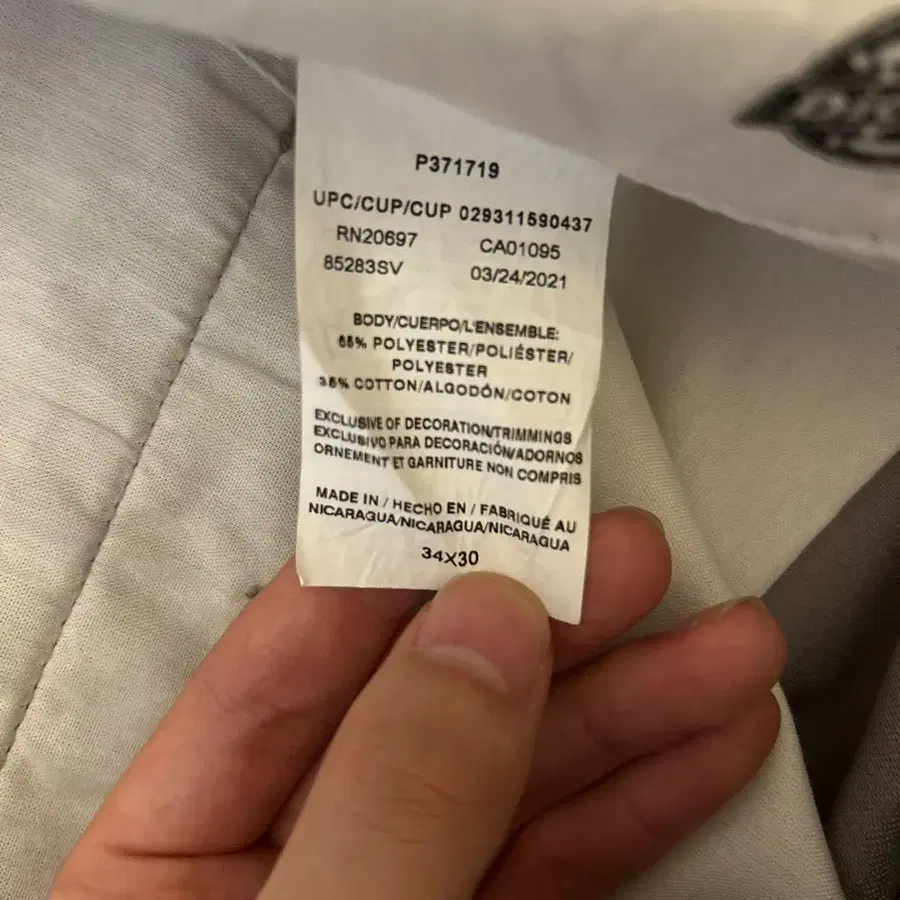 P371719
UPC/CUP/CUP 029311590437
RN20697 CA01095
85283SV 03/24/2021
BODY/CUERPO/L'ENSEMBLE:
65% POLYESTER/POLIÉSTER/
POLYESTER
35% COTTON/ALGODÓN/COTON
EXCLUSIVE OF DECORATION/TRIMMINGS
EXCLUSIVO PARA DECORACIÓN/ADORNOS
ORNEMENT ET GARNITURE NON COMPRIS
MADE IN / HECHO EN / FABRIQUÉ AU
NICARAGUA/NICARAGUA/NICARAGUA
34X30